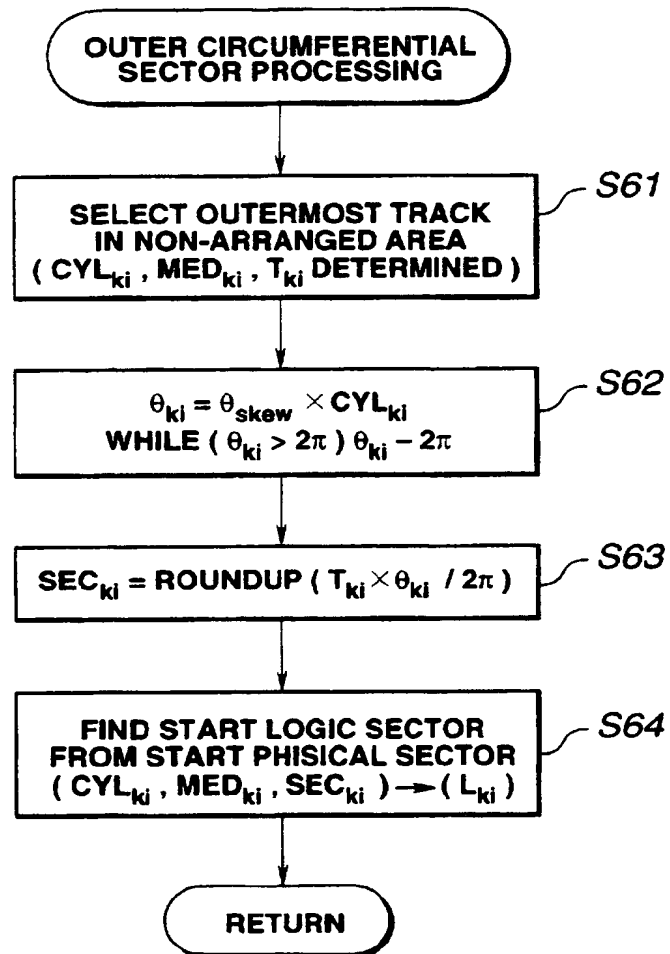 OUTER CIRCUMFERENTIAL
SECTOR PROCESSING
S61
SELECT OUTERMOST TRACK
IN NON-ARRANGED AREA
( CYLki , MEDki , Tki DETERMINED )
S62
θki = θskew × CYLki
WHILE ( θki > 2π ) θki − 2π
S63
SECki = ROUNDUP ( Tki × θki / 2π )
S64
FIND START LOGIC SECTOR
FROM START PHISICAL SECTOR
( CYLki , MEDki , SECki ) → ( Lki )
RETURN